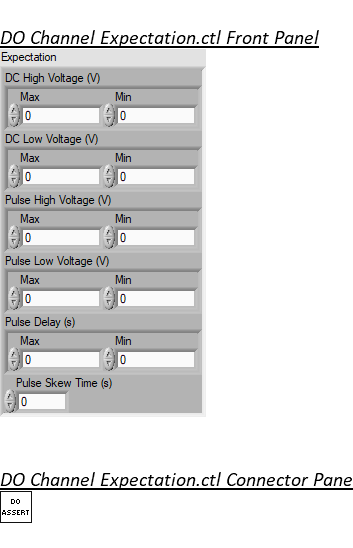 DO Channel Expectation.ctl Front Panel
Expectation
DC High Voltage (V)
Max Min
0 0
DC Low Voltage (V)
Max Min
0 0
Pulse High Voltage (V)
Max Min
0 0
Pulse Low Voltage (V)
Max Min
0 0
Pulse Delay (s)
Max Min
0 0
Pulse Skew Time (s)
0
DO Channel Expectation.ctl Connector Pane
DO
ASSERT